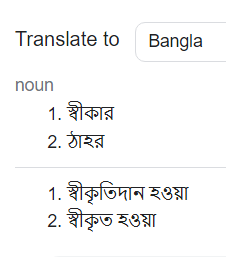 Translate to Bangla
noun
1. স্বীকার
2. ঠাহর
1. স্বীকৃতিদান হওয়া
2. স্বীকৃত হওয়া